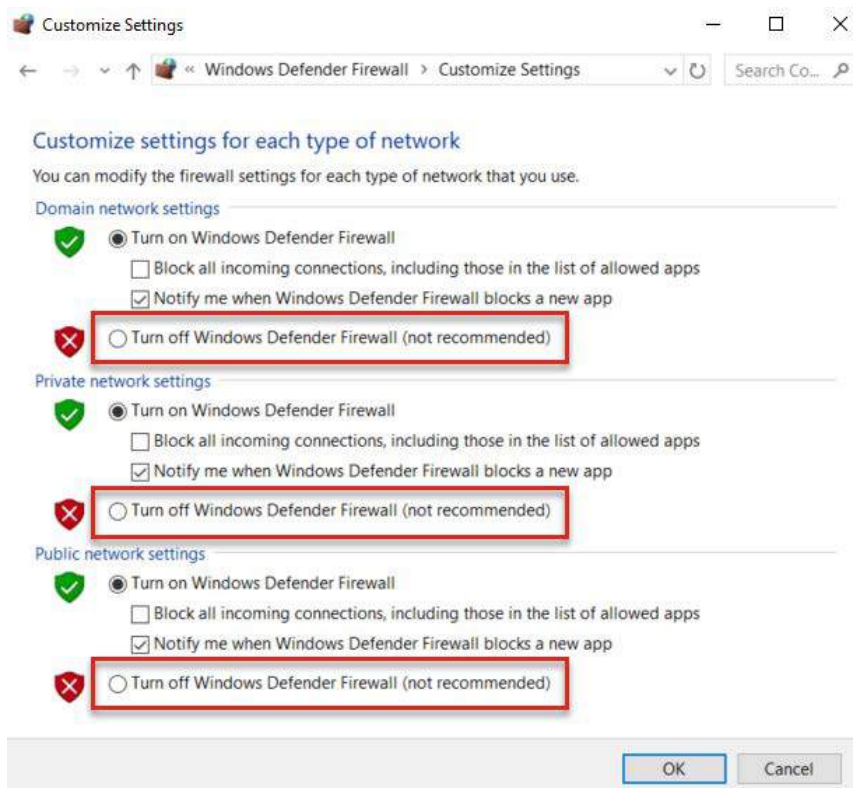 Customize Settings
« Windows Defender Firewall > Customize Settings Search Co...
Customize settings for each type of network
You can modify the firewall settings for each type of network that you use.
Domain network settings
Turn on Windows Defender Firewall
Block all incoming connections, including those in the list of allowed apps
Notify me when Windows Defender Firewall blocks a new app
Turn off Windows Defender Firewall (not recommended)
Private network settings
Turn on Windows Defender Firewall
Block all incoming connections, including those in the list of allowed apps
Notify me when Windows Defender Firewall blocks a new app
Turn off Windows Defender Firewall (not recommended)
Public network settings
Turn on Windows Defender Firewall
Block all incoming connections, including those in the list of allowed apps
Notify me when Windows Defender Firewall blocks a new app
Turn off Windows Defender Firewall (not recommended)
OK Cancel